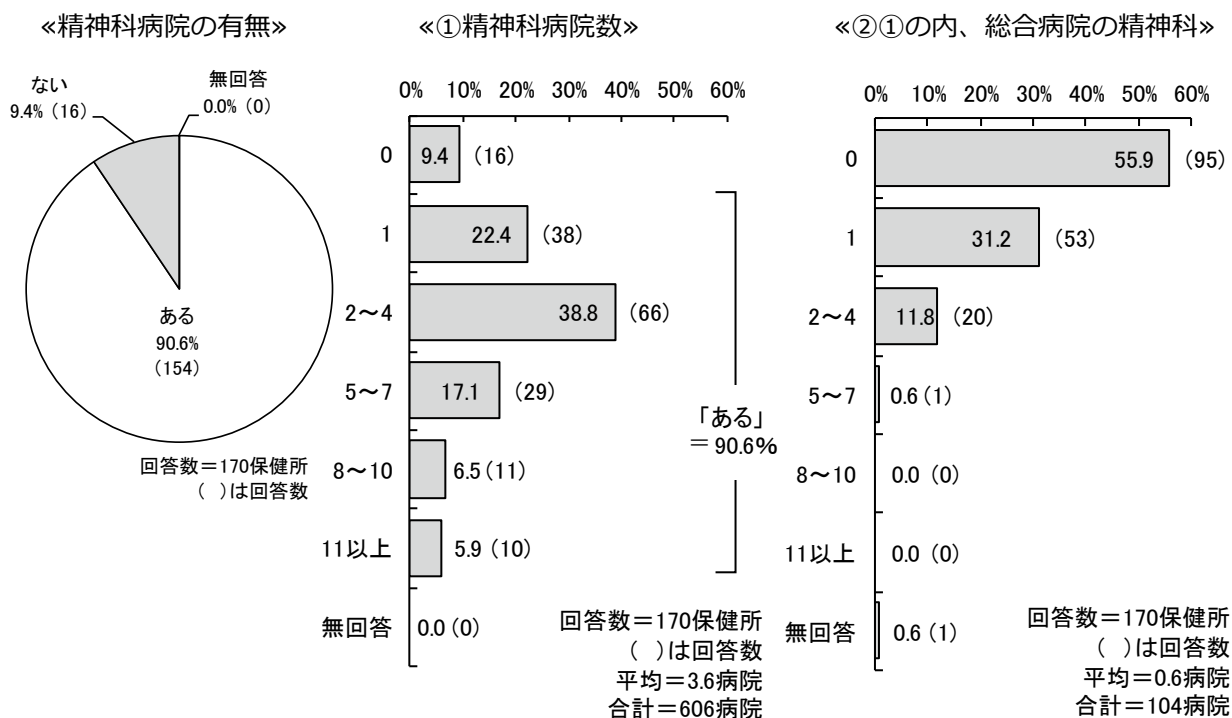 «精神科病院の有無»
ない
9.4% (16)
無回答
0.0% (0)
ある
90.6%
(154)
回答数＝170保健所
(　)は回答数
«①精神科病院数»
0% 10% 20% 30% 40% 50% 60%
0 9.4 (16)
1 22.4 (38)
2～4 38.8 (66)
5～7 17.1 (29)
8～10 6.5 (11)
11以上 5.9 (10)
無回答 0.0 (0)
「ある」
＝90.6%
回答数＝170保健所
(　)は回答数
平均＝3.6病院
合計＝606病院
«②①の内、総合病院の精神科»
0% 10% 20% 30% 40% 50% 60%
0 55.9 (95)
1 31.2 (53)
2～4 11.8 (20)
5～7 0.6 (1)
8～10 0.0 (0)
11以上 0.0 (0)
無回答 0.6 (1)
回答数＝170保健所
(　)は回答数
平均＝0.6病院
合計＝104病院